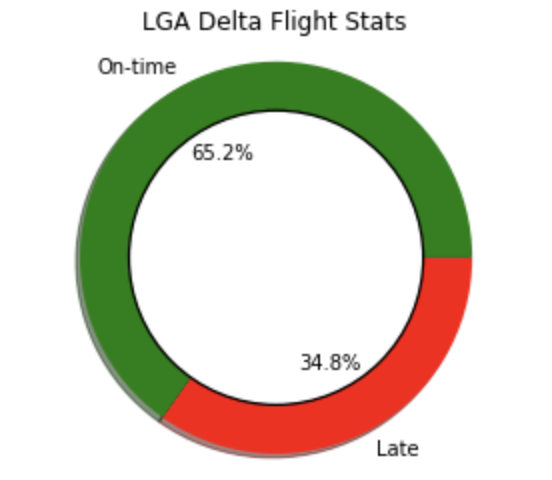 LGA Delta Flight Stats
On-time
65.2%
34.8%
Late